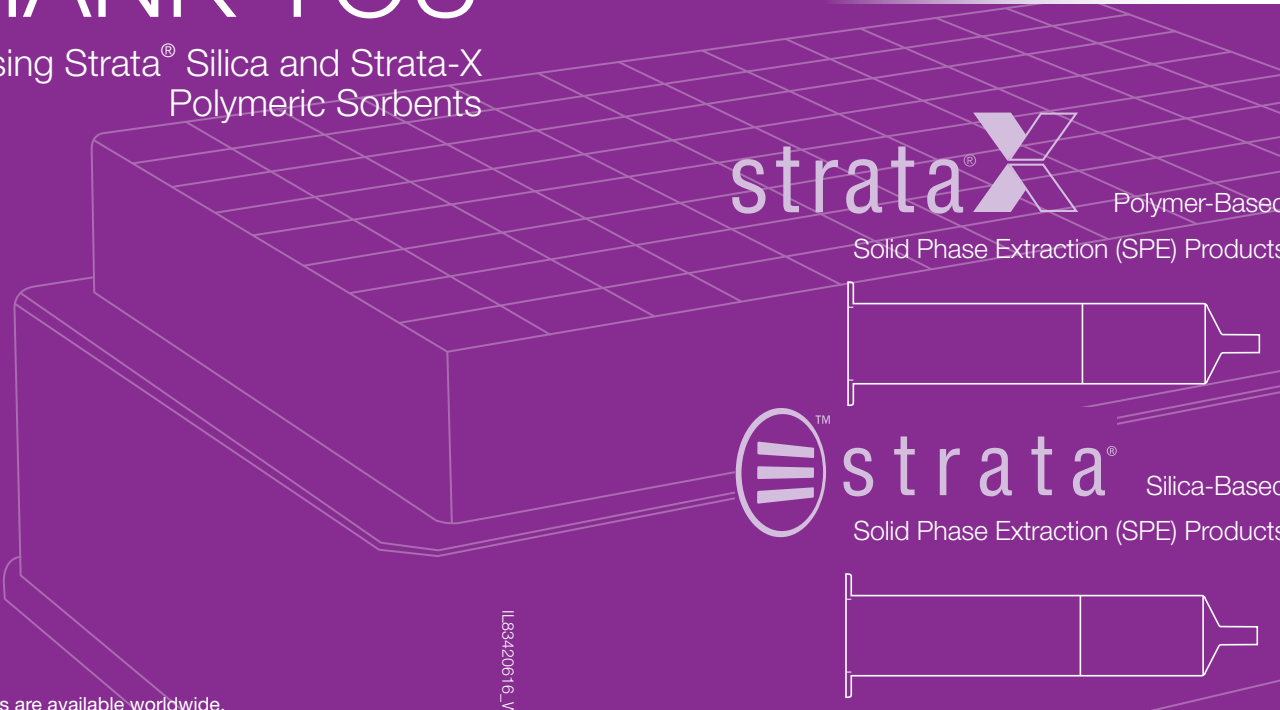 sing Strata® Silica and Strata-X
Polymeric Sorbents
strata®X
Polymer-Based
Solid Phase Extraction (SPE) Products
™
strata®
Silica-Based
Solid Phase Extraction (SPE) Products
IL83420616_
s are available worldwide.